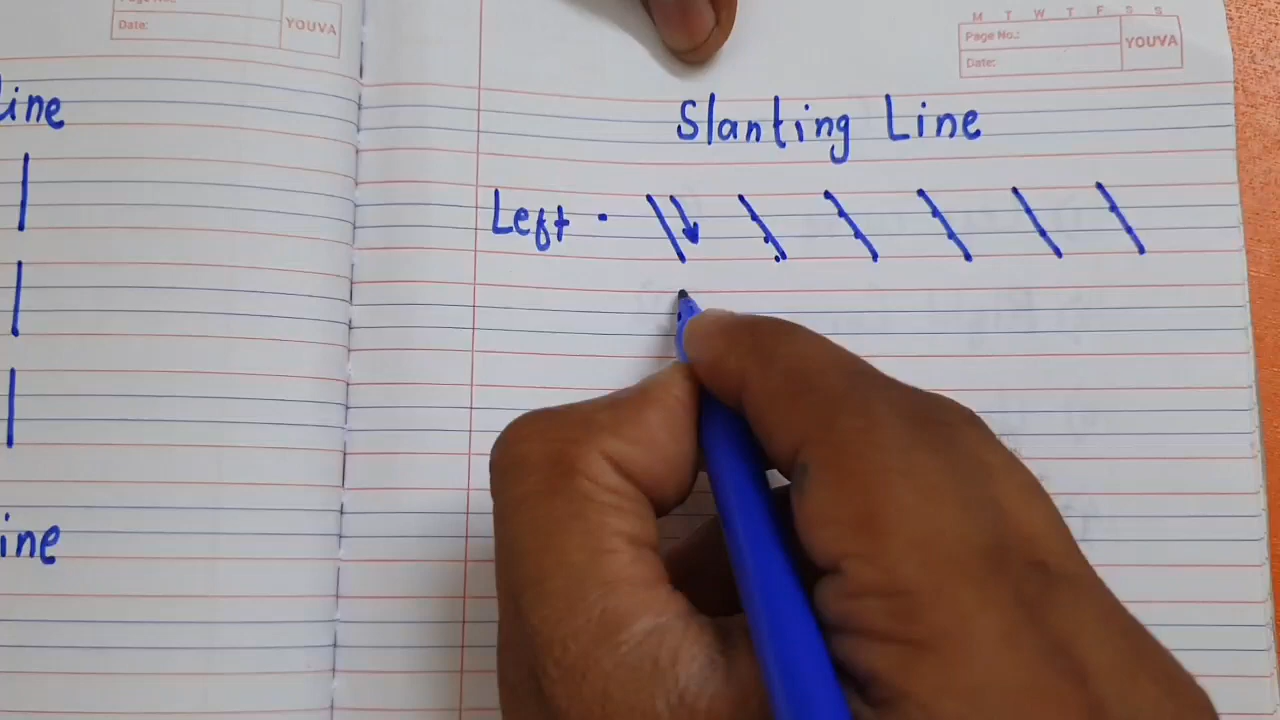 Date:
YOUVA
line
ine
M T W T F S S
Page No.:
YOUVA
Date:
Slanting Line
Left -